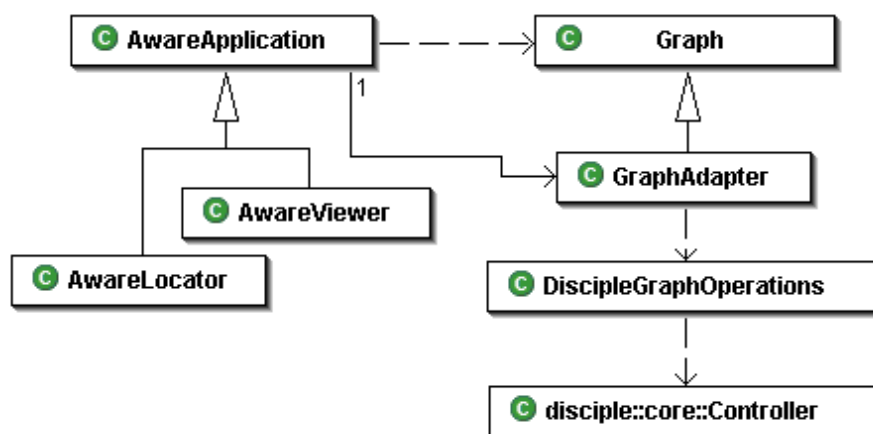 C AwareApplication
C Graph
1
C GraphAdapter
C AwareViewer
C AwareLocator
C DiscipleGraphOperations
C disciple::core::Controller